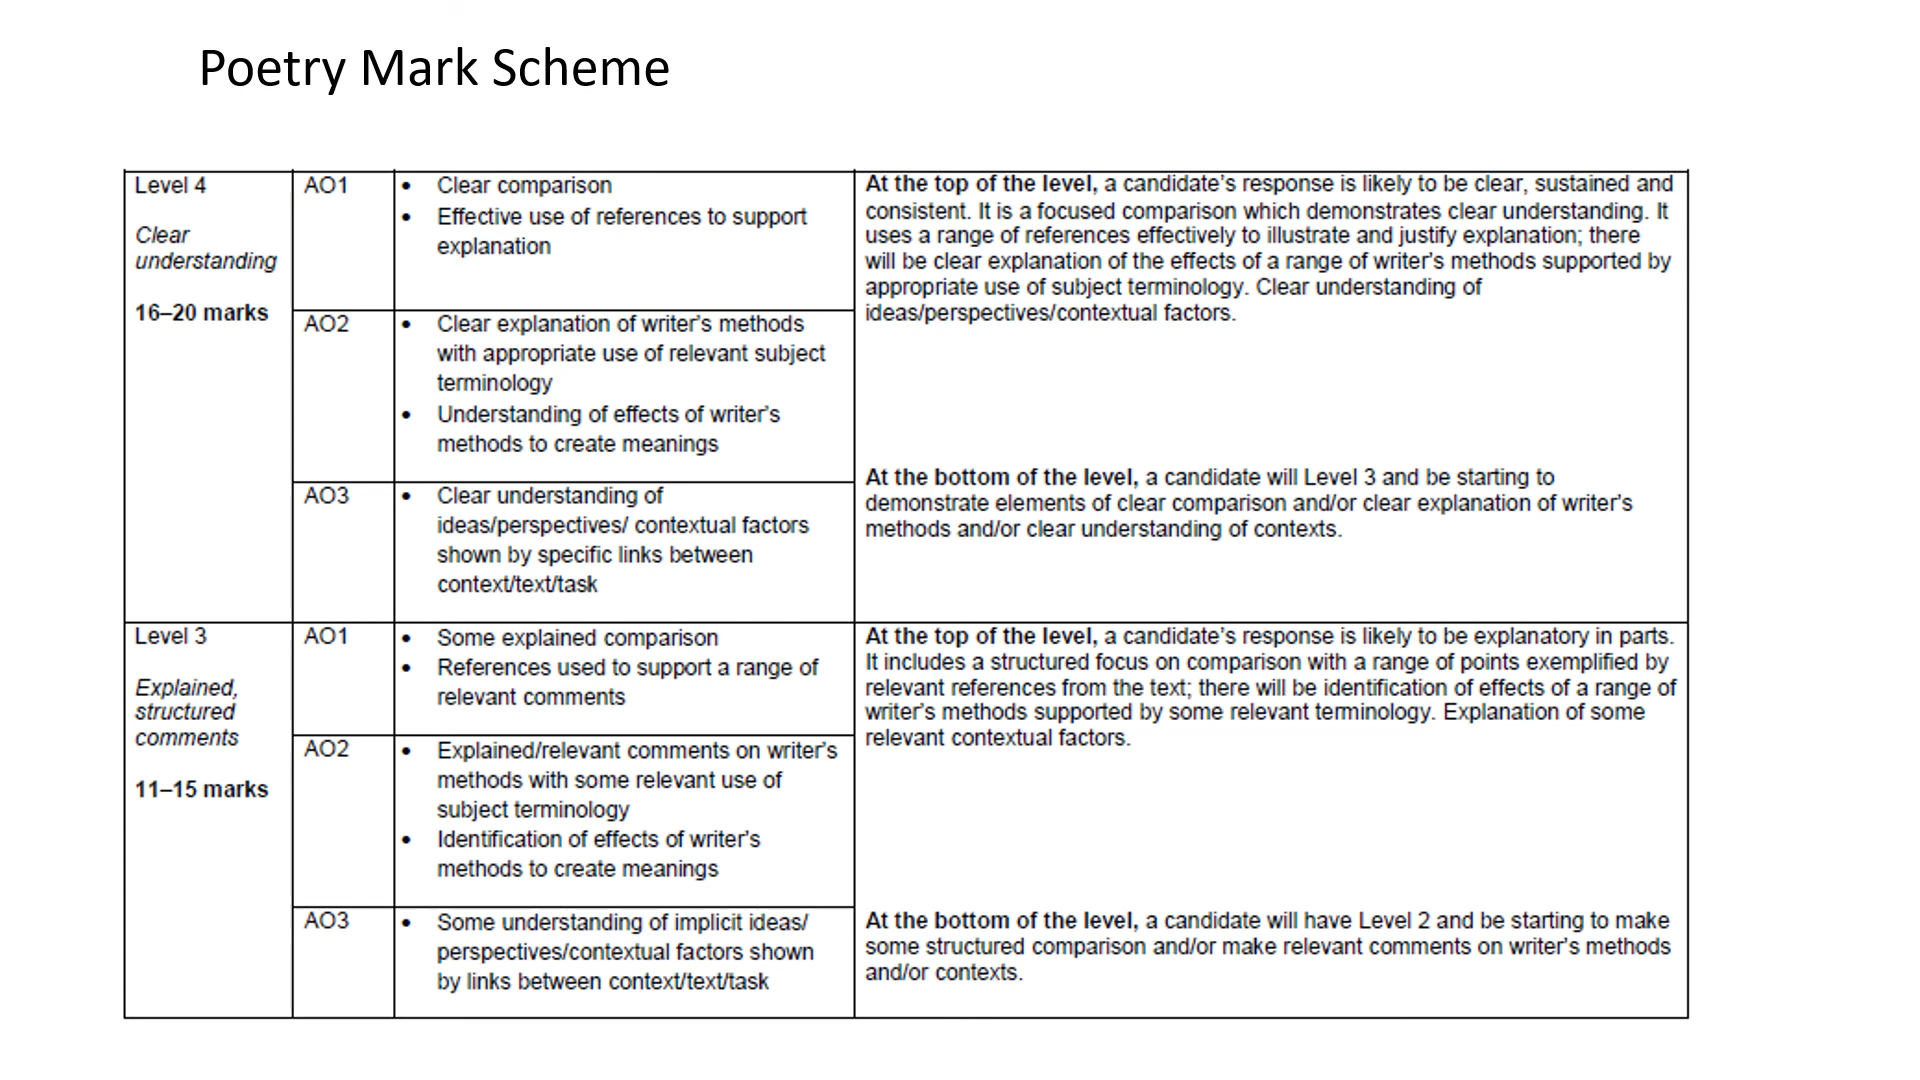 Poetry Mark Scheme
Level 4
Clear
understanding
16–20 marks
AO1
• Clear comparison
• Effective use of references to support
explanation
AO2
• Clear explanation of writer's methods
with appropriate use of relevant subject
terminology
• Understanding of effects of writer's
methods to create meanings
AO3
• Clear understanding of
ideas/perspectives/ contextual factors
shown by specific links between
context/text/task
At the top of the level, a candidate's response is likely to be clear, sustained and
consistent. It is a focused comparison which demonstrates clear understanding. It
uses a range of references effectively to illustrate and justify explanation; there
will be clear explanation of the effects of a range of writer's methods supported by
appropriate use of subject terminology. Clear understanding of
ideas/perspectives/contextual factors.
At the bottom of the level, a candidate will Level 3 and be starting to
demonstrate elements of clear comparison and/or clear explanation of writer's
methods and/or clear understanding of contexts.
Level 3
Explained,
structured
comments
11–15 marks
AO1
• Some explained comparison
• References used to support a range of
relevant comments
AO2
• Explained/relevant comments on writer's
methods with some relevant use of
subject terminology
• Identification of effects of writer's
methods to create meanings
AO3
• Some understanding of implicit ideas/
perspectives/contextual factors shown
by links between context/text/task
At the top of the level, a candidate's response is likely to be explanatory in parts.
It includes a structured focus on comparison with a range of points exemplified by
relevant references from the text; there will be identification of effects of a range of
writer's methods supported by some relevant terminology. Explanation of some
relevant contextual factors.
At the bottom of the level, a candidate will have Level 2 and be starting to make
some structured comparison and/or make relevant comments on writer's methods
and/or contexts.